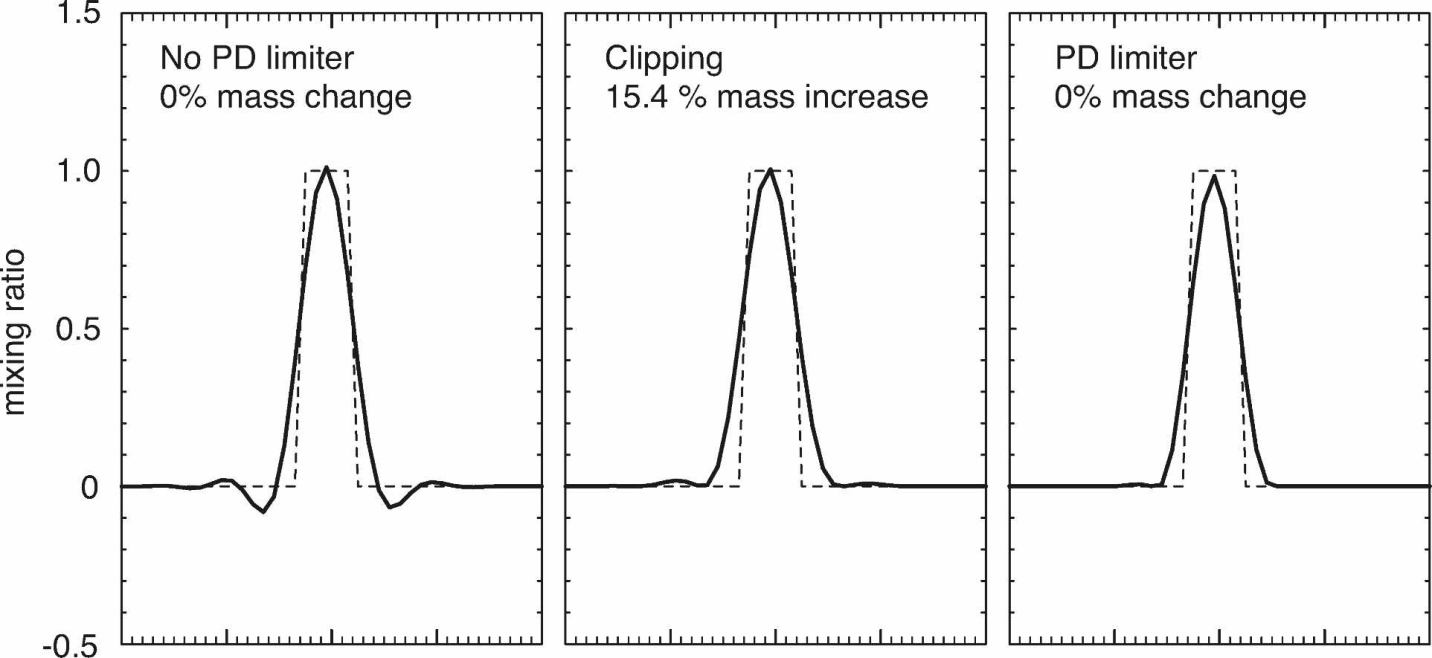 1.5
1.0
0.5
0
-0.5
mixing ratio
No PD limiter
0% mass change
Clipping
15.4 % mass increase
PD limiter
0% mass change